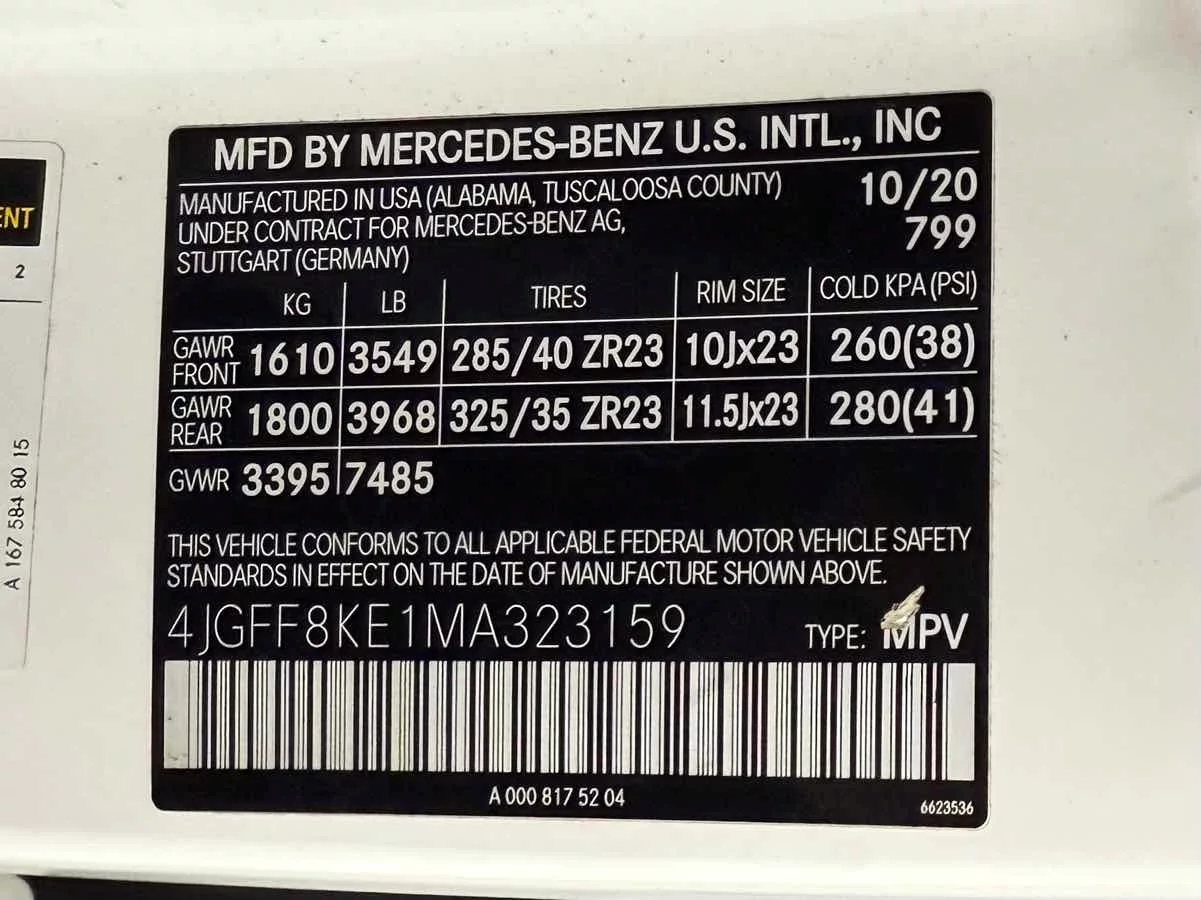 MFD BY MERCEDES-BENZ U.S. INTL., INC
MANUFACTURED IN USA (ALABAMA, TUSCALOOSA COUNTY) 10/20
UNDER CONTRACT FOR MERCEDES-BENZ AG, 799
STUTTGART (GERMANY)
KG LB TIRES RIM SIZE COLD KPA (PSI)
GAWR FRONT 1610 3549 285/40 ZR23 10Jx23 260(38)
GAWR REAR 1800 3968 325/35 ZR23 11.5Jx23 280(41)
GVWR 3395 7485
THIS VEHICLE CONFORMS TO ALL APPLICABLE FEDERAL MOTOR VEHICLE SAFETY
STANDARDS IN EFFECT ON THE DATE OF MANUFACTURE SHOWN ABOVE.
4JGFF8KE1MA323159 TYPE: MPV
A 000 817 52 04 6623536
2
A 167 584 80 15